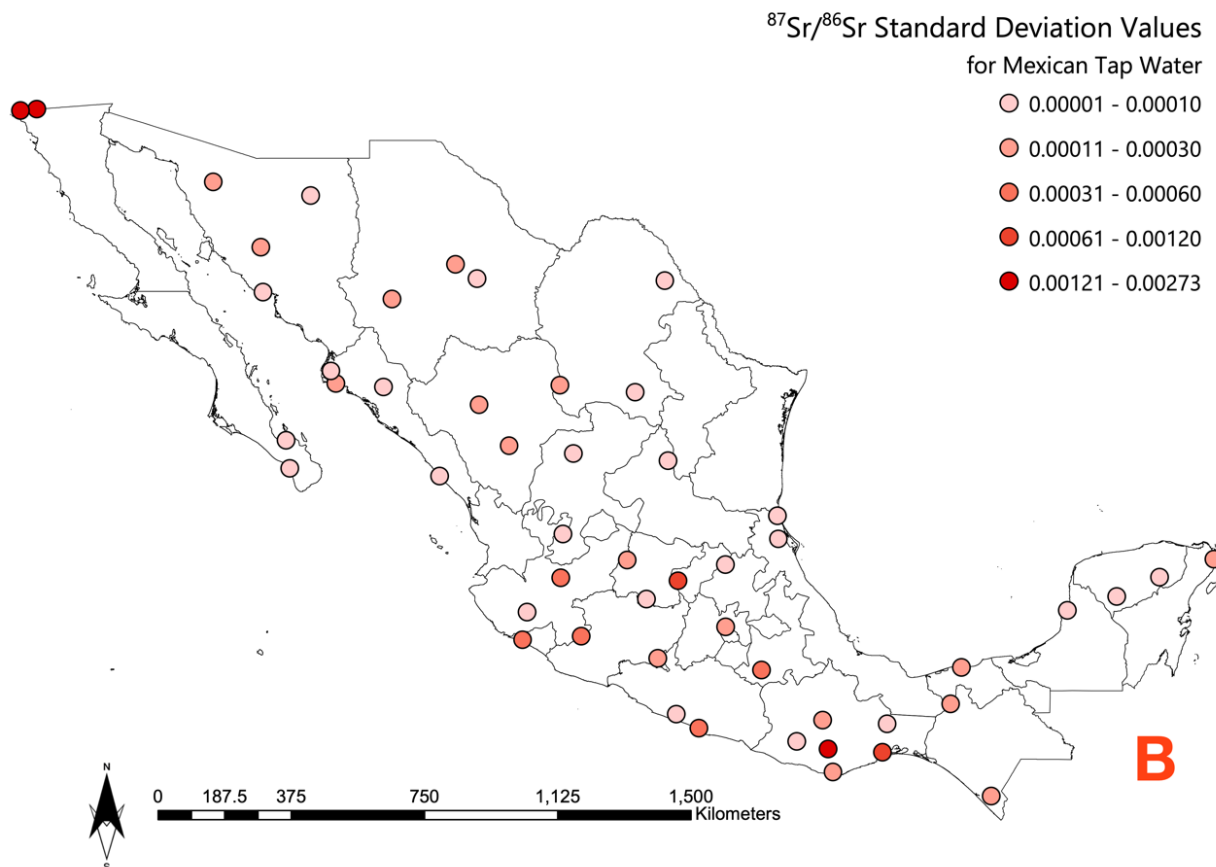 ⁸⁷Sr/⁸⁶Sr Standard Deviation Values
for Mexican Tap Water
0.00001 - 0.00010
0.00011 - 0.00030
0.00031 - 0.00060
0.00061 - 0.00120
0.00121 - 0.00273
B
N
S
0 187.5 375 750 1,125 1,500
Kilometers